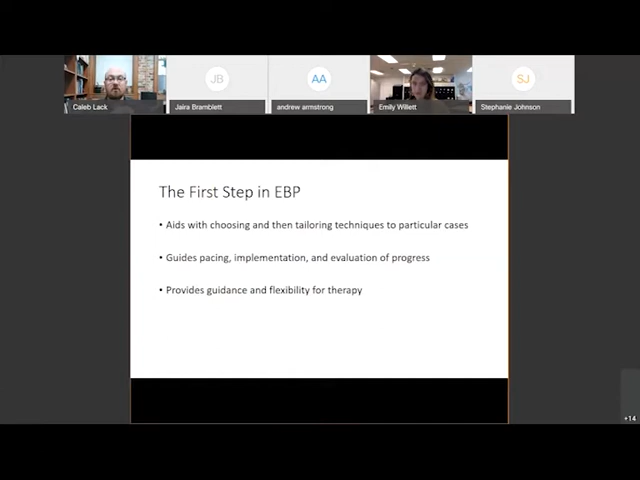 JB
AA
SJ
Caleb Lack
Jaira Bramblett
andrew armstrong
Emily Willett
Stephanie Johnson
The First Step in EBP
• Aids with choosing and then tailoring techniques to particular cases
• Guides pacing, implementation, and evaluation of progress
• Provides guidance and flexibility for therapy
+14